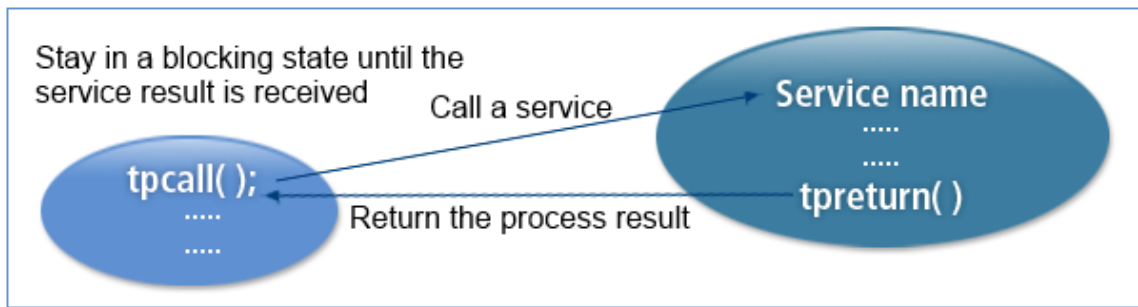 Stay in a blocking state until the
service result is received
Call a service
Service name
.....
.....
tpcall( );
.....
.....
tpreturn( )
Return the process result